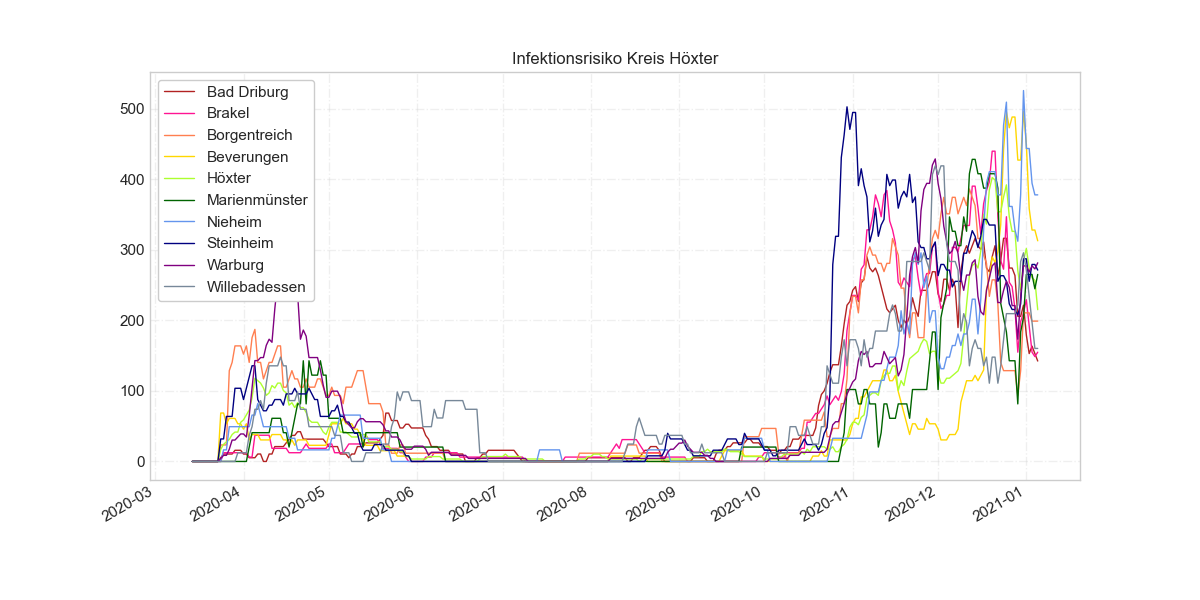 Infektionsrisiko Kreis Höxter
Bad Driburg
Brakel
Borgentreich
Beverungen
Höxter
Marienmünster
Nieheim
Steinheim
Warburg
Willebadessen
500
400
300
200
100
0
2020-03
2020-04
2020-05
2020-06
2020-07
2020-08
2020-09
2020-10
2020-11
2020-12
2021-01